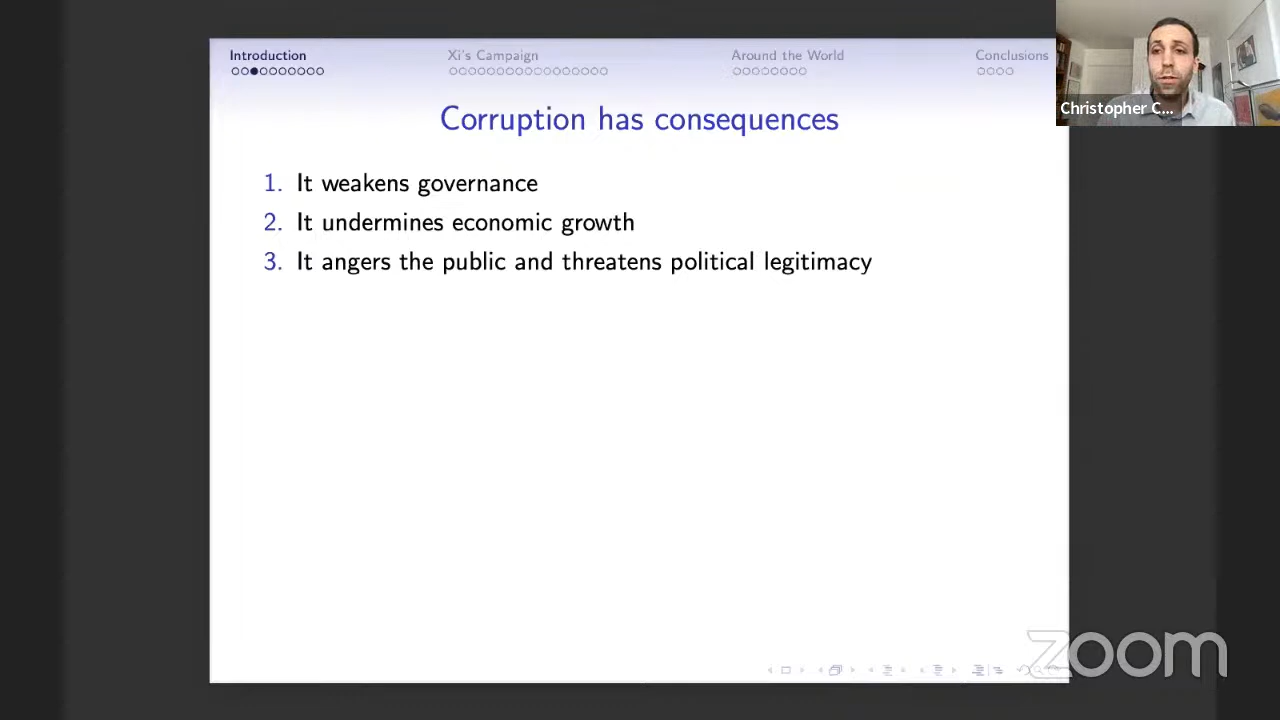 Introduction
Xi's Campaign
Around the World
Conclusions
Christopher C...
Corruption has consequences
1. It weakens governance
2. It undermines economic growth
3. It angers the public and threatens political legitimacy
zoom